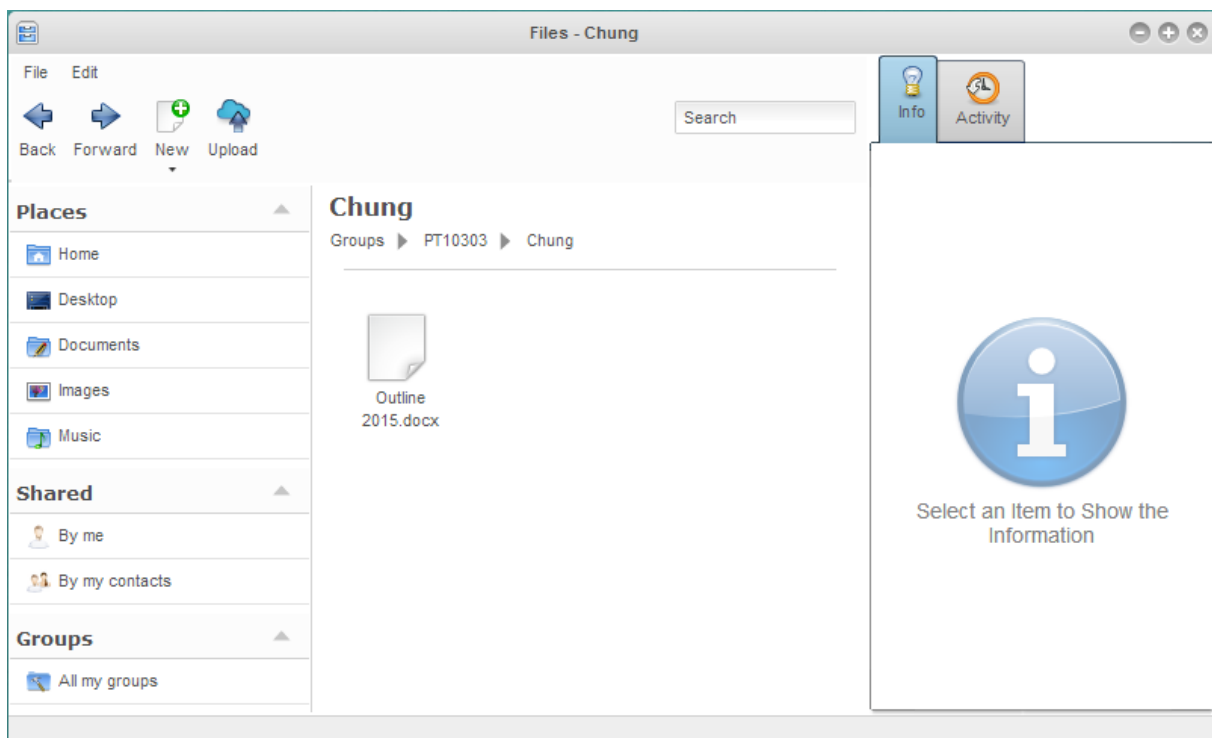 Files - Chung
File Edit
Back Forward New Upload
Search
Info
Activity
Places
Home
Desktop
Documents
Images
Music
Shared
By me
By my contacts
Groups
All my groups
Chung
Groups PT10303 Chung
Outline
2015.docx
Select an Item to Show the
Information